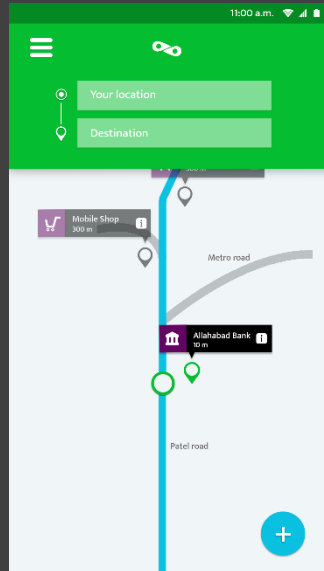 11:00 a.m.
Your location
Destination
Mobile Shop
300 m
Metro road
Allahabad Bank
10 m
Patel road